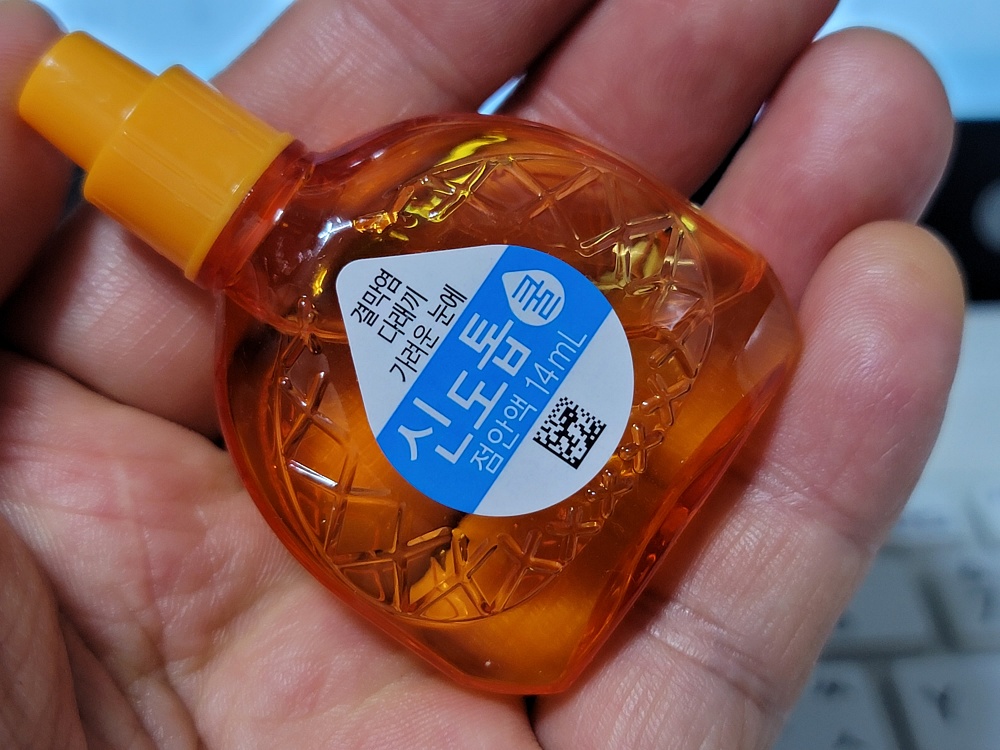 결막염
다래끼
가려운 눈에
신도톱 쿨
점안액 14mL